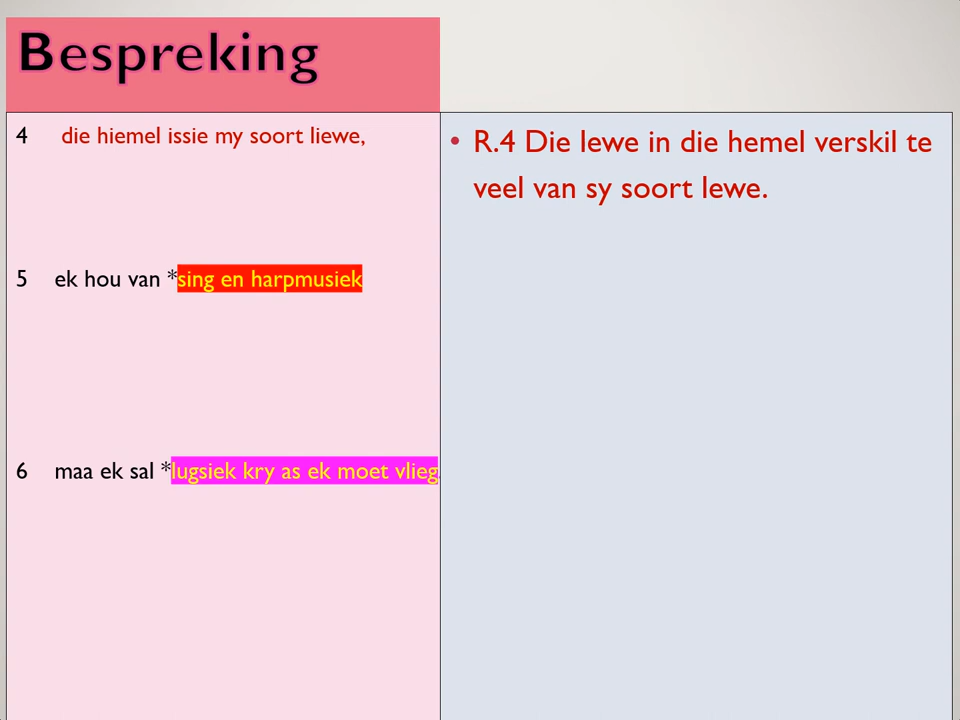 Bespreking
4 die hiemel issie my soort liewe,
5 ek hou van *sing en harpmusiek
6 maa ek sal *lugsiek kry as ek moet vlieg
• R.4 Die lewe in die hemel verskil te
veel van sy soort lewe.